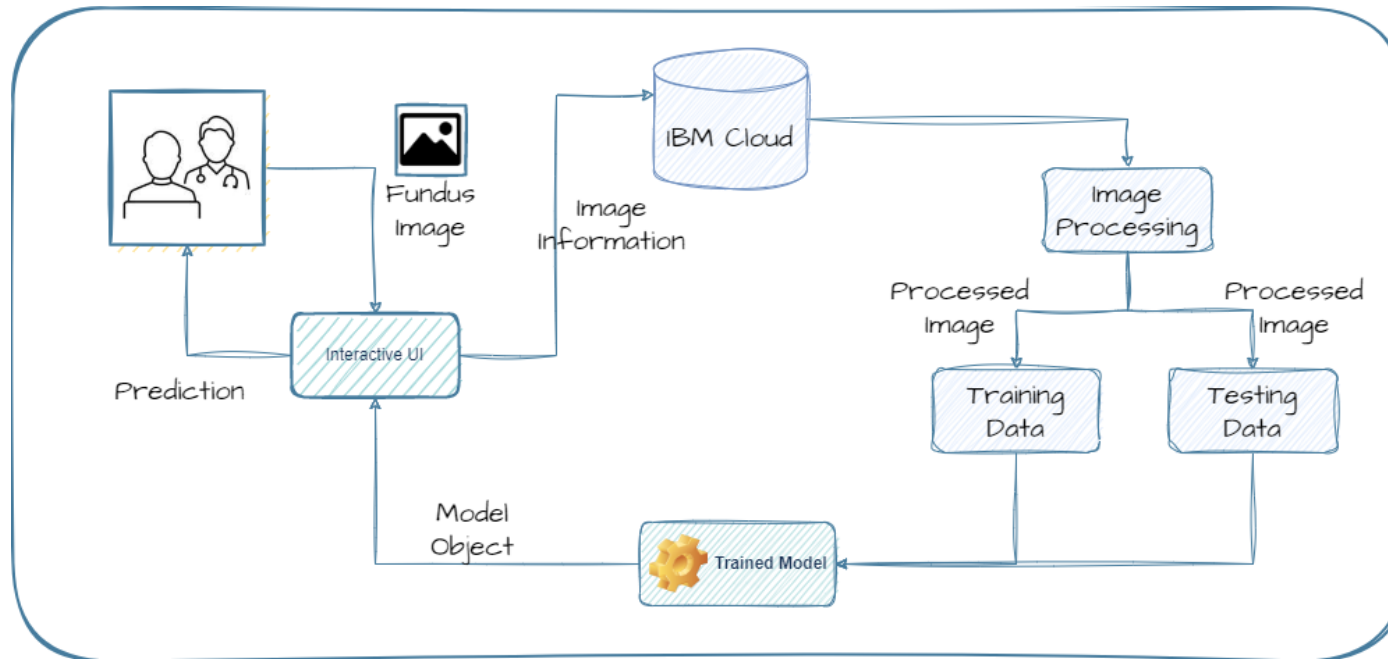 Fundus
Image
Image
Information
IBM Cloud
Image
Processing
Processed
Image
Processed
Image
Interactive UI
Prediction
Training
Data
Testing
Data
Model
Object
Trained Model